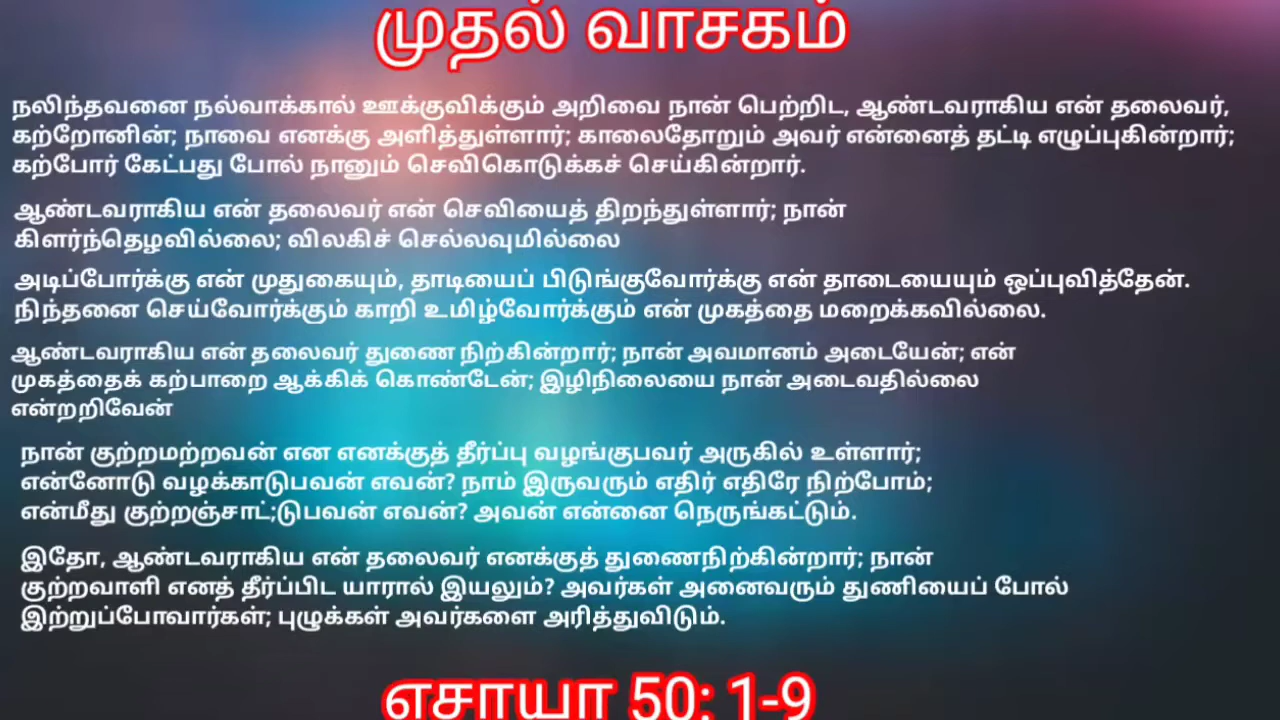 முதல் வாசகம்
நலிந்தவனை நல்வாக்கால் ஊக்குவிக்கும் அறிவை நான் பெற்றிட, ஆண்டவராகிய என் தலைவர்,
கற்றோனின்; நாவை எனக்கு அளித்துள்ளார்; காலைதோறும் அவர் என்னைத் தட்டி எழுப்புகின்றார்;
கற்போர் கேட்பது போல் நானும் செவிகொடுக்கச் செய்கின்றார்.
ஆண்டவராகிய என் தலைவர் என் செவியைத் திறந்துள்ளார்; நான்
கிளர்ந்தெழவில்லை; விலகிச் செல்லவுமில்லை
அடிப்போர்க்கு என் முதுகையும், தாடியைப் பிடுங்குவோர்க்கு என் தாடையையும் ஒப்புவித்தேன்.
நிந்தனை செய்வோர்க்கும் காறி உமிழ்வோர்க்கும் என் முகத்தை மறைக்கவில்லை.
ஆண்டவராகிய என் தலைவர் துணை நிற்கின்றார்; நான் அவமானம் அடையேன்; என்
முகத்தைக் கற்பாறை ஆக்கிக் கொண்டேன்; இழிநிலையை நான் அடைவதில்லை
என்றறிவேன்
நான் குற்றமற்றவன் என எனக்குத் தீர்ப்பு வழங்குபவர் அருகில் உள்ளார்;
என்னோடு வழக்காடுபவன் எவன்? நாம் இருவரும் எதிர் எதிரே நிற்போம்;
என்மீது குற்றஞ்சாட்;டுபவன் எவன்? அவன் என்னை நெருங்கட்டும்.
இதோ, ஆண்டவராகிய என் தலைவர் எனக்குத் துணைநிற்கின்றார்; நான்
குற்றவாளி எனத் தீர்ப்பிட யாரால் இயலும்? அவர்கள் அனைவரும் துணியைப் போல்
இற்றுப்போவார்கள்; புழுக்கள் அவர்களை அரித்துவிடும்.
எசாயா 50: 1-9